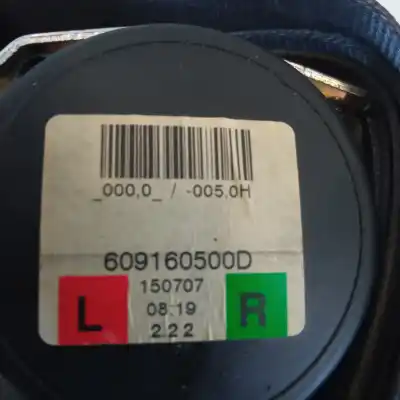 _000,0_ / -005,0H
609160500D
150707
L 08:19 R
2 2 2